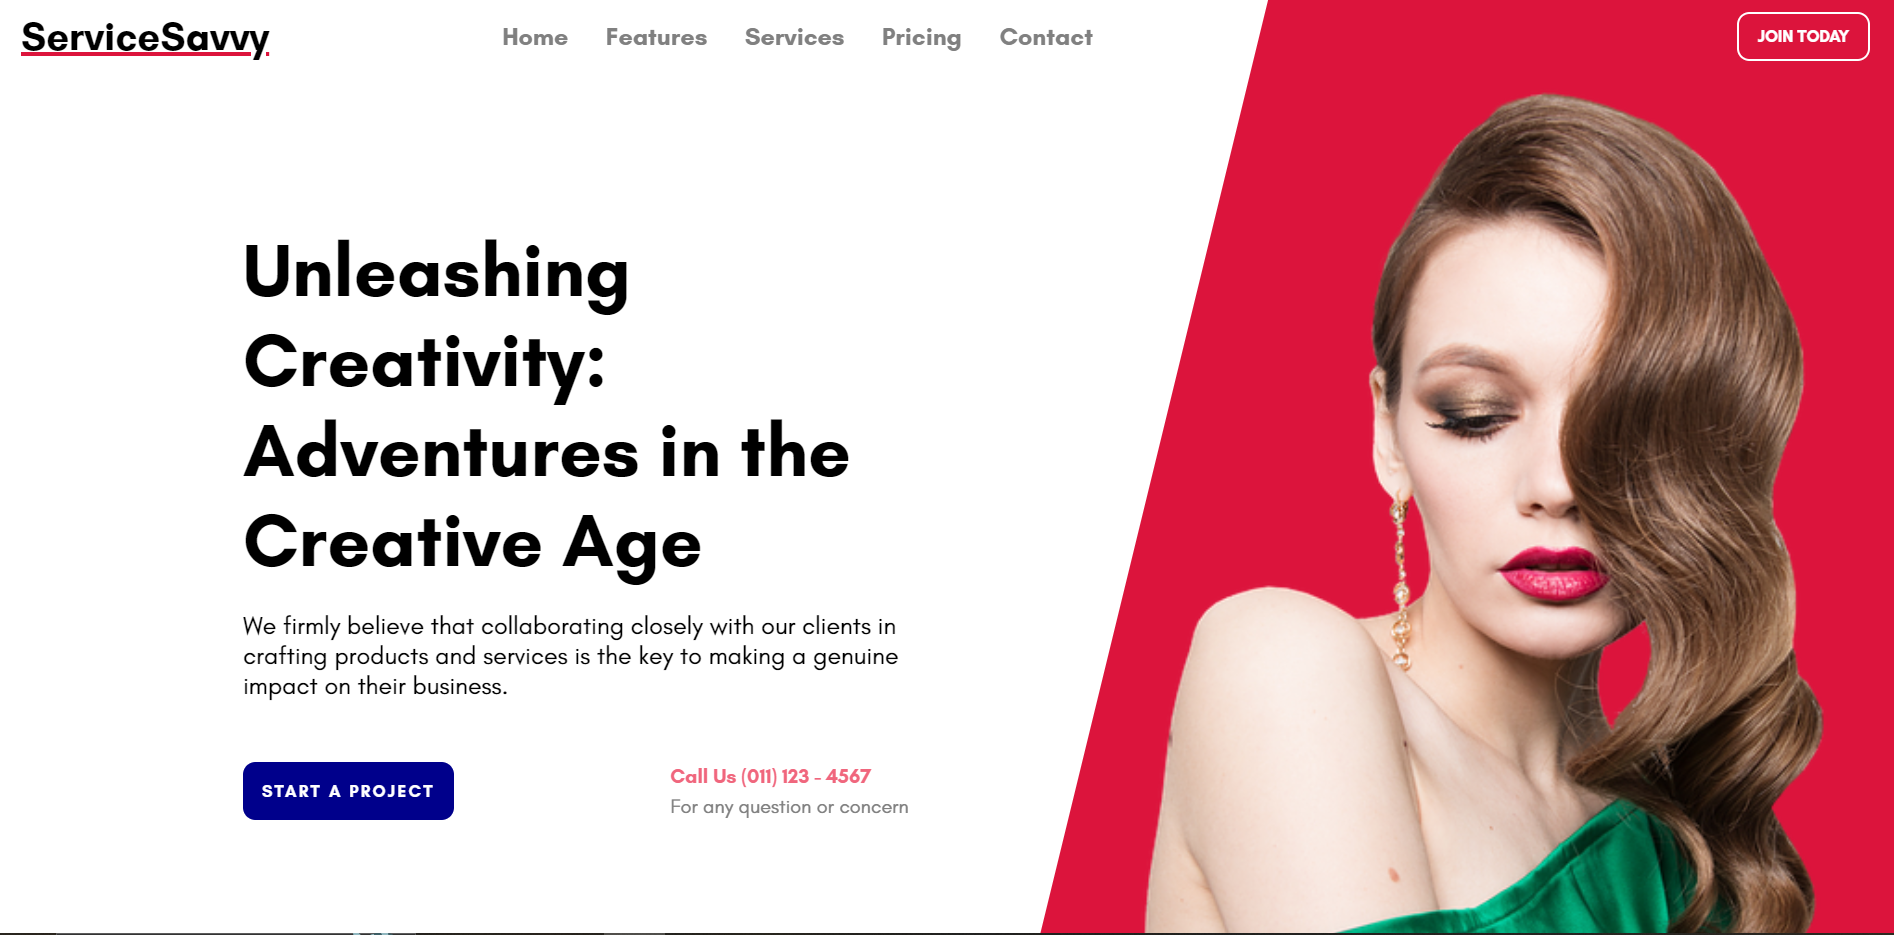 ServiceSavvy
Home Features Services Pricing Contact
JOIN TODAY
Unleashing
Creativity:
Adventures in the
Creative Age
We firmly believe that collaborating closely with our clients in
crafting products and services is the key to making a genuine
impact on their business.
START A PROJECT
Call Us (011) 123 - 4567
For any question or concern